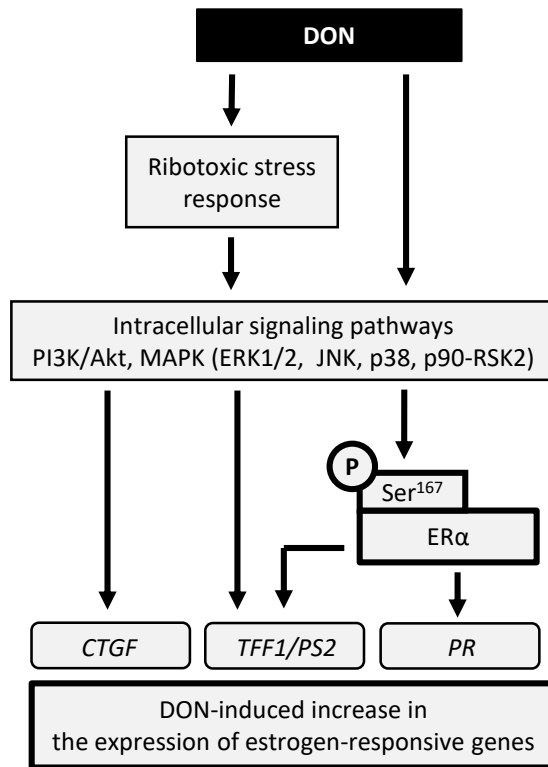 DON
Ribotoxic stress
response
Intracellular signaling pathways
PI3K/Akt, MAPK (ERK1/2, JNK, p38, p90-RSK2)
P
Ser¹⁶⁷
ERα
CTGF
TFF1/PS2
PR
DON-induced increase in
the expression of estrogen-responsive genes